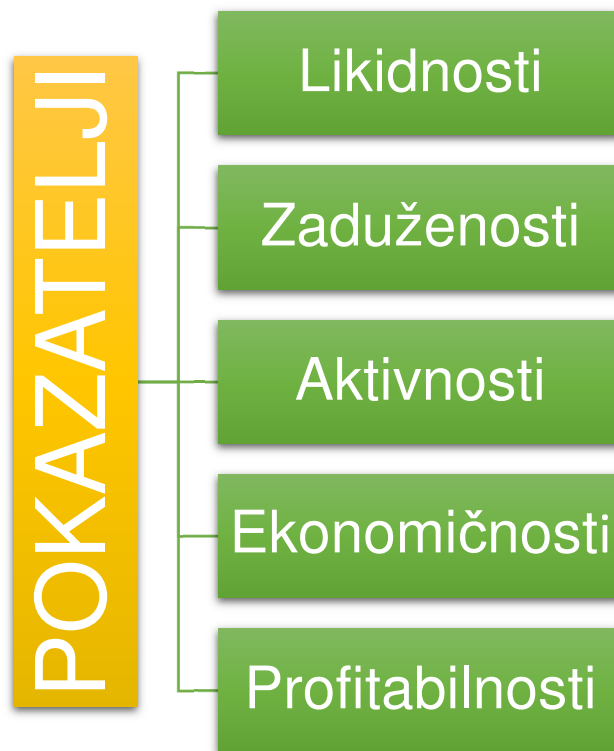 POKAZATELJI
Likidnosti
Zaduženosti
Aktivnosti
Ekonomičnosti
Profitabilnosti